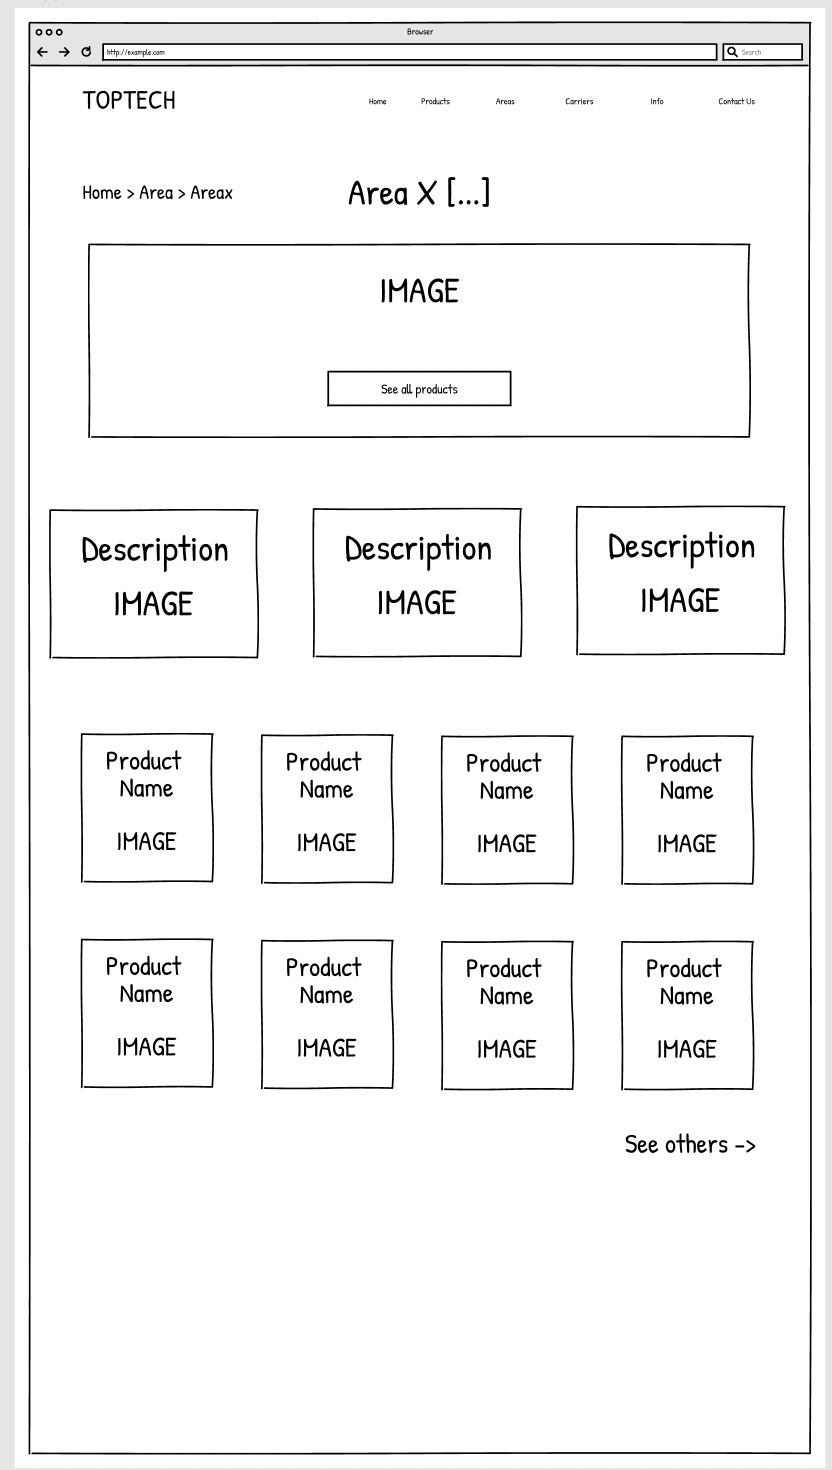 Browser
http://example.com
Search
TOPTECH
Home Products Areas Carriers Info Contact Us
Home > Area > Areax
Area X [...]
IMAGE
See all products
Description
IMAGE
Description
IMAGE
Description
IMAGE
Product
Name
IMAGE
Product
Name
IMAGE
Product
Name
IMAGE
Product
Name
IMAGE
Product
Name
IMAGE
Product
Name
IMAGE
Product
Name
IMAGE
Product
Name
IMAGE
See others ->